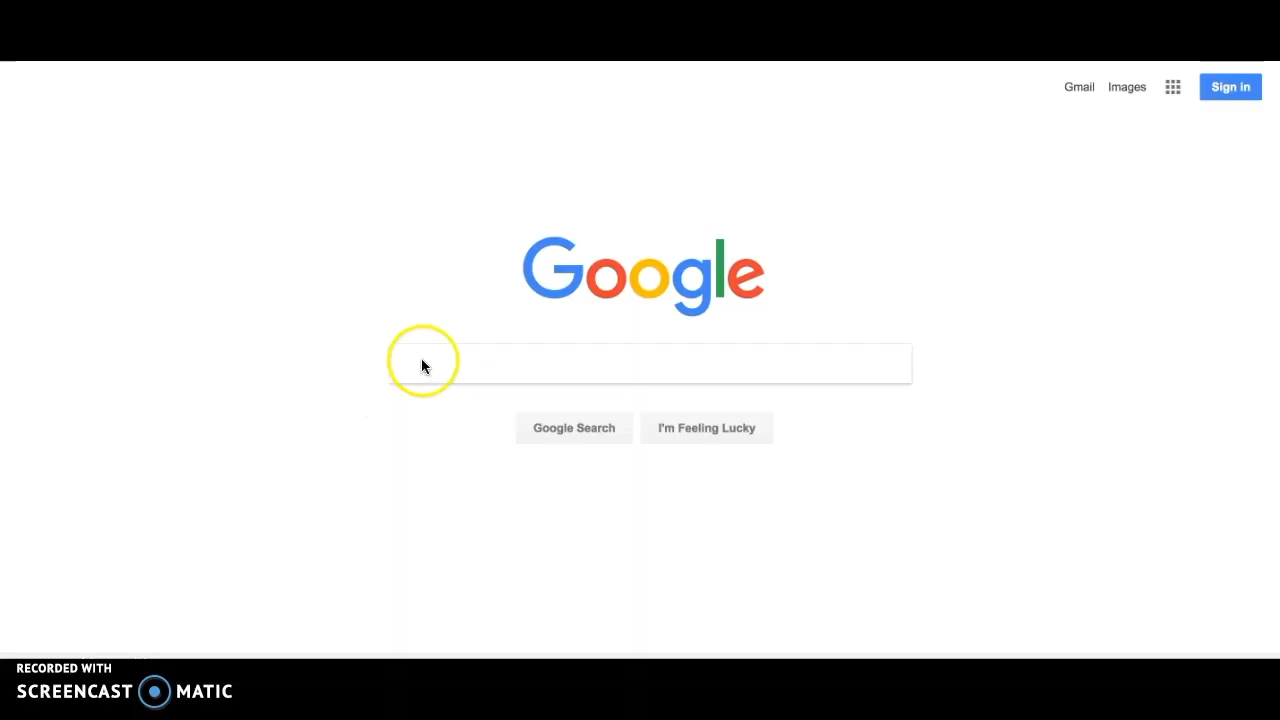 Gmail Images Sign in
Google
Google Search I'm Feeling Lucky
RECORDED WITH
SCREENCAST MATIC